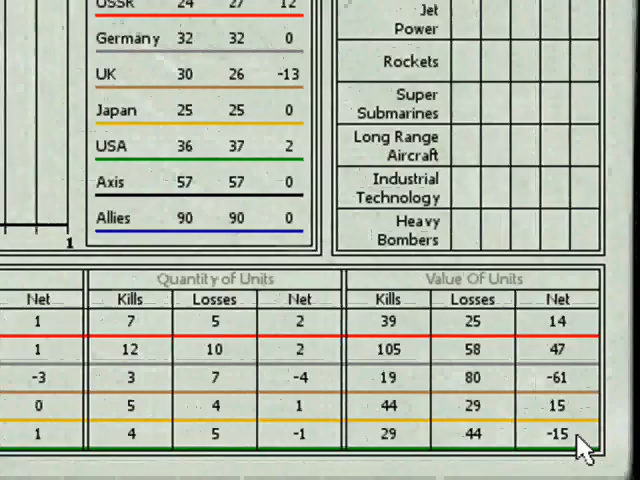 USSR 24 27 12
Germany 32 32 0
UK 30 26 -13
Japan 25 25 0
USA 36 37 2
Axis 57 57 0
Allies 90 90 0
1
Jet
Power
Rockets
Super
Submarines
Long Range
Aircraft
Industrial
Technology
Heavy
Bombers
Quantity of Units Value Of Units
Net Kills Losses Net Kills Losses Net
1 7 5 2 39 25 14
1 12 10 2 105 58 47
-3 3 7 -4 19 80 -61
0 5 4 1 44 29 15
1 4 5 -1 29 44 -15